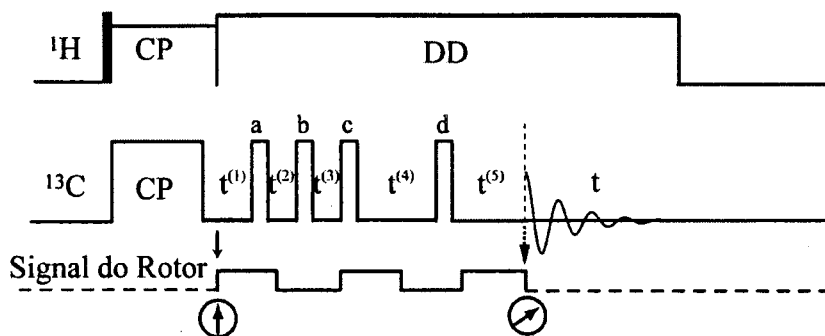 ¹H CP DD
a b c d
¹³C CP t⁽¹⁾ t⁽²⁾ t⁽³⁾ t⁽⁴⁾ t⁽⁵⁾ t
Signal do Rotor